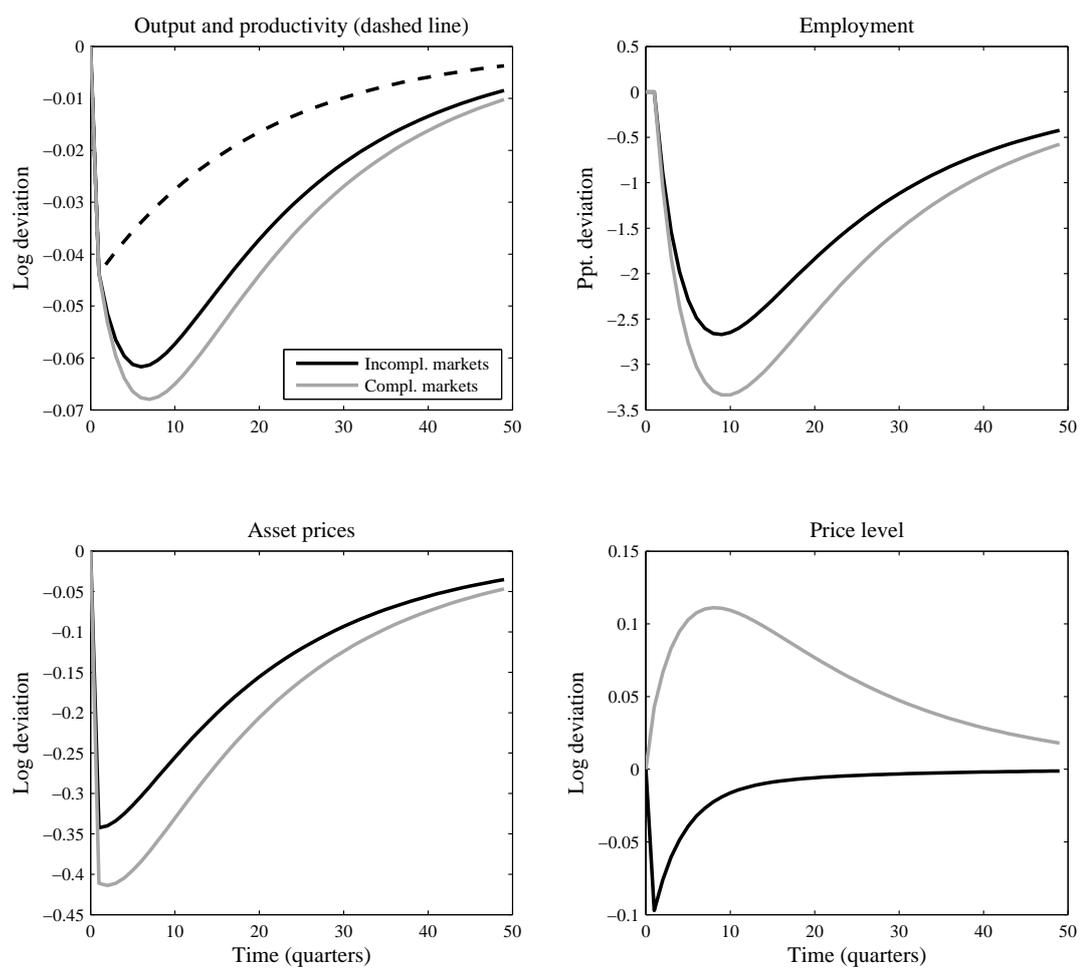 Output and productivity (dashed line)
0
−0.01
−0.02
−0.03
−0.04
−0.05
−0.06
−0.07
Log deviation
Incompl. markets
Compl. markets
0 10 20 30 40 50
Employment
0.5
0
−0.5
−1
−1.5
−2
−2.5
−3
−3.5
Ppt. deviation
0 10 20 30 40 50
Asset prices
0
−0.05
−0.1
−0.15
−0.2
−0.25
−0.3
−0.35
−0.4
−0.45
Log deviation
0 10 20 30 40 50
Time (quarters)
Price level
0.15
0.1
0.05
0
−0.05
−0.1
Log deviation
0 10 20 30 40 50
Time (quarters)